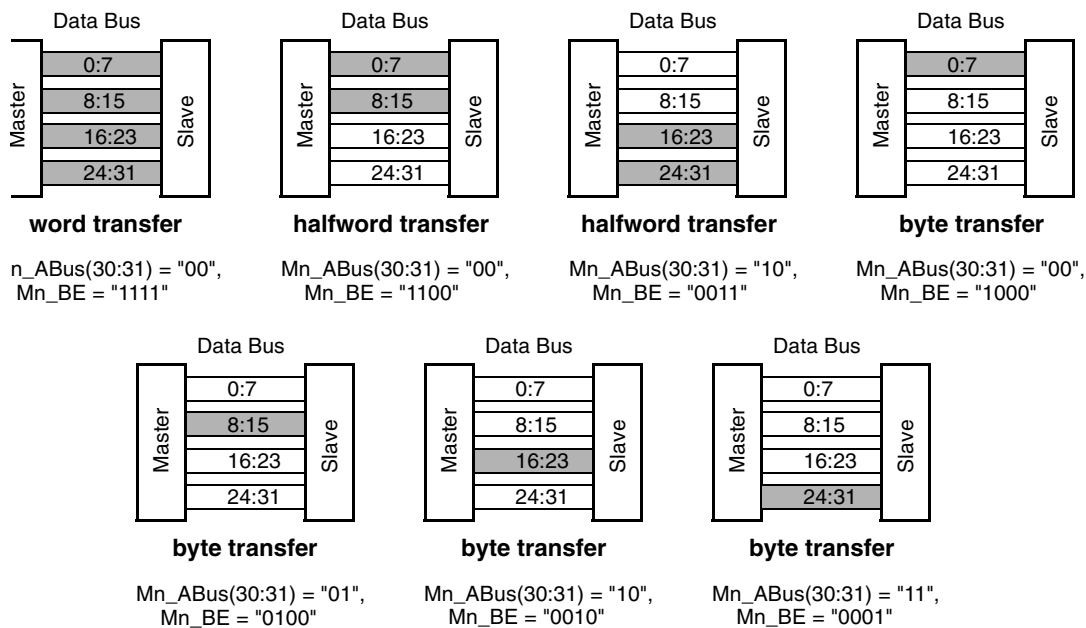 Data Bus
Master
0:7
8:15
16:23
24:31
Slave
word transfer
n_ABus(30:31) = "00",
Mn_BE = "1111"
Data Bus
Master
0:7
8:15
16:23
24:31
Slave
halfword transfer
Mn_ABus(30:31) = "00",
Mn_BE = "1100"
Data Bus
Master
0:7
8:15
16:23
24:31
Slave
halfword transfer
Mn_ABus(30:31) = "10",
Mn_BE = "0011"
Data Bus
Master
0:7
8:15
16:23
24:31
Slave
byte transfer
Mn_ABus(30:31) = "00",
Mn_BE = "1000"
Data Bus
Master
0:7
8:15
16:23
24:31
Slave
byte transfer
Mn_ABus(30:31) = "01",
Mn_BE = "0100"
Data Bus
Master
0:7
8:15
16:23
24:31
Slave
byte transfer
Mn_ABus(30:31) = "10",
Mn_BE = "0010"
Data Bus
Master
0:7
8:15
16:23
24:31
Slave
byte transfer
Mn_ABus(30:31) = "11",
Mn_BE = "0001"